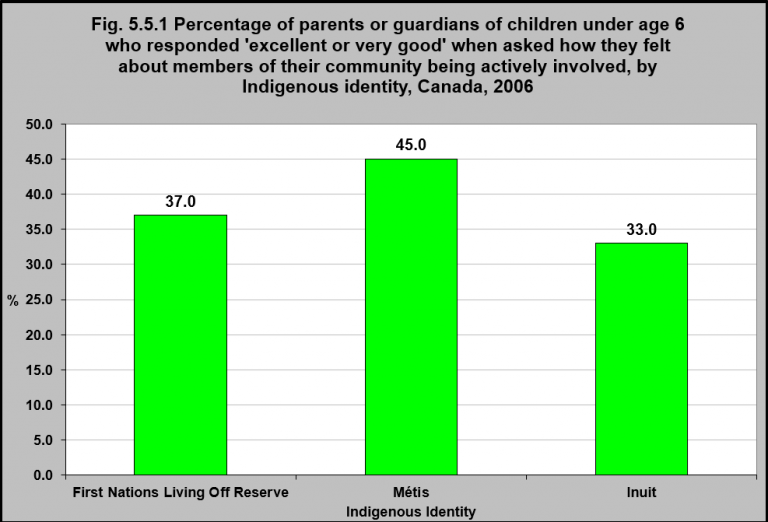 Fig. 5.5.1 Percentage of parents or guardians of children under age 6
who responded 'excellent or very good' when asked how they felt
about members of their community being actively involved, by
Indigenous identity, Canada, 2006
50.0
45.0
40.0
35.0
30.0
% 25.0
20.0
15.0
10.0
5.0
0.0
37.0
45.0
33.0
First Nations Living Off Reserve Métis Inuit
Indigenous Identity